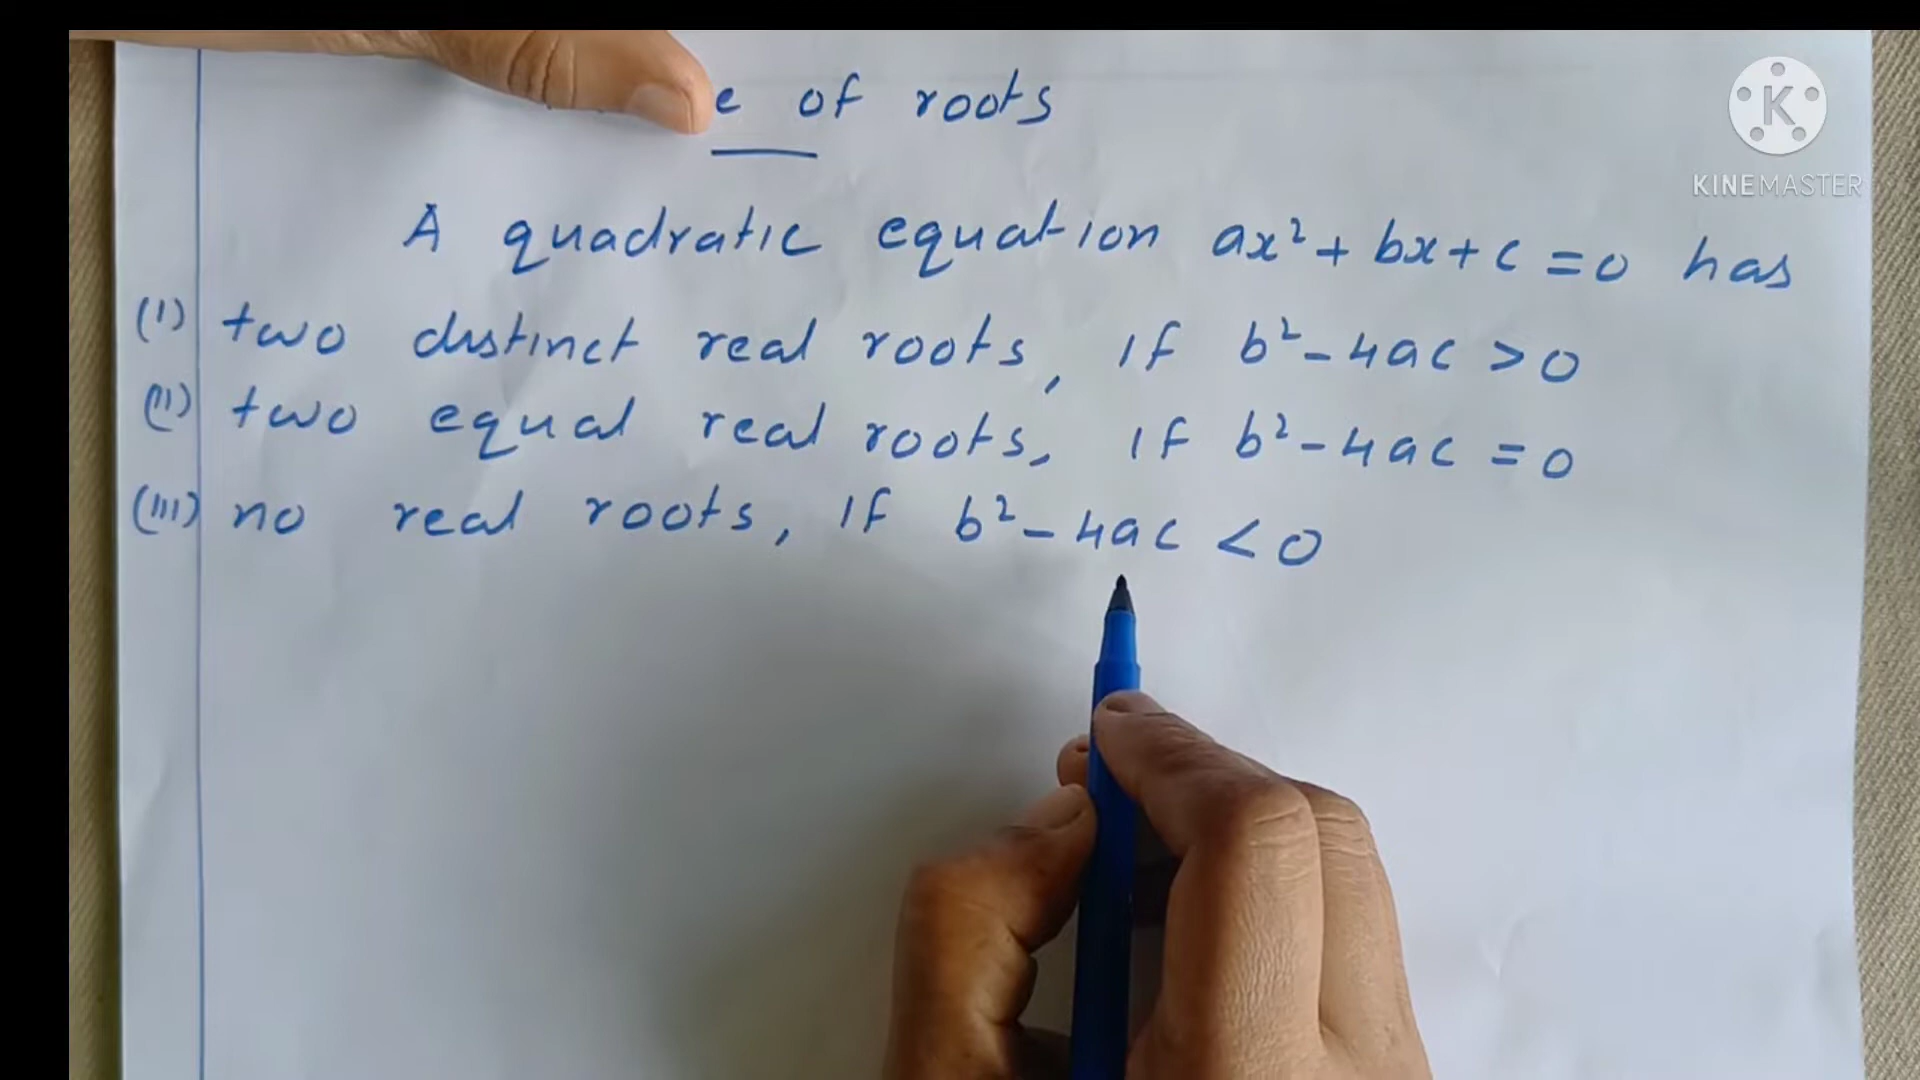 of roots
A quadratic equation ax² + bx + c = 0 has
(i) two distinct real roots, if b² - 4ac > 0
(ii) two equal real roots, if b² - 4ac = 0
(iii) no real roots, if b² - 4ac < 0
K
KINEMASTER